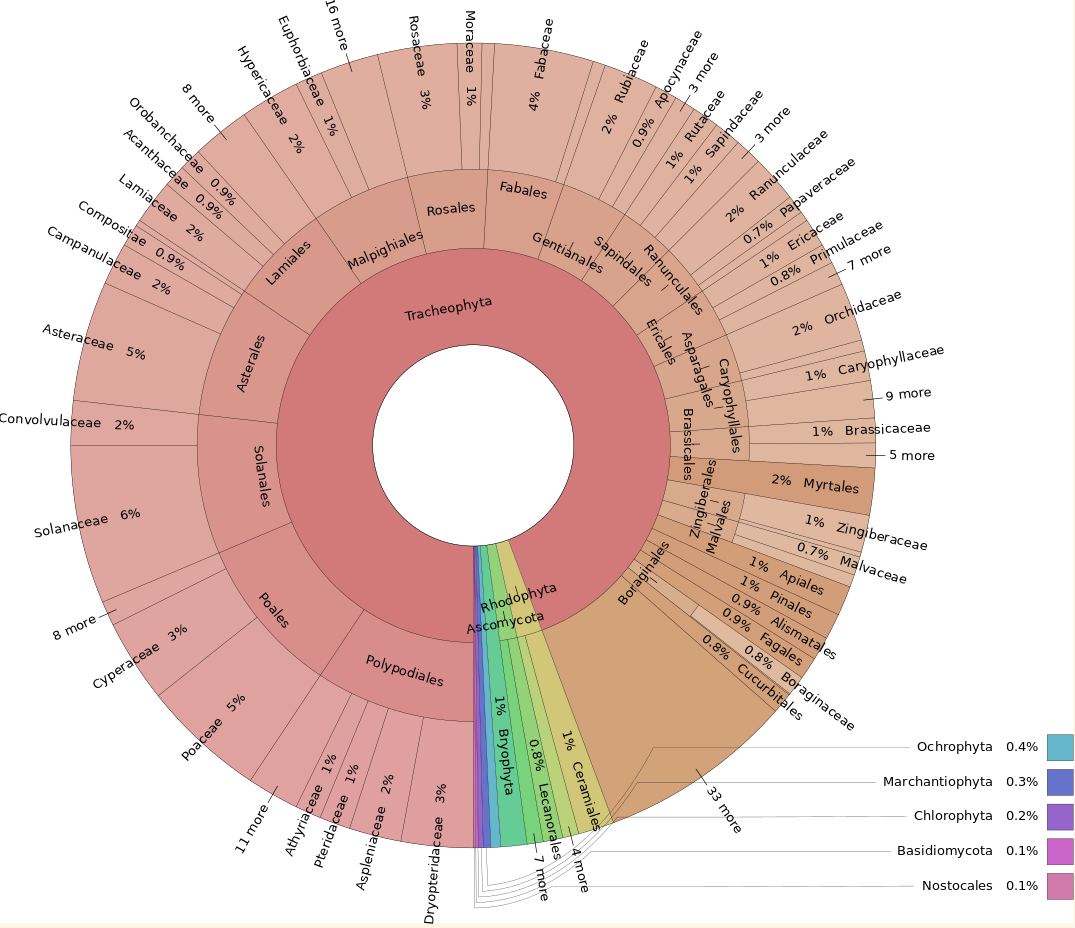 Tracheophyta
Rhodophyta
Ascomycota
Polypodiales
Poales
Solanales
Asterales
Lamiales
Malpighiales
Rosales
Fabales
Gentianales
Sapindales
Ranunculales
Ericales
Asparagales
Caryophyllales
Brassicales
Zingiberales
Malvales
Boraginales
Dryopteridaceae 3%
Aspleniaceae 2%
Pteridaceae 1%
Athyriaceae 1%
11 more
Poaceae 5%
Cyperaceae 3%
8 more
Solanaceae 6%
Convolvulaceae 2%
Asteraceae 5%
Campanulaceae 2%
Compositae 0.9%
Lamiaceae 2%
Acanthaceae 0.9%
Orobanchaceae 0.9%
8 more
Hypericaceae 2%
Euphorbiaceae 1%
16 more
Rosaceae 3%
Moraceae 1%
4% Fabaceae
2% Rubiaceae
0.9% Apocynaceae
3 more
1% Rutaceae
1% Sapindaceae
3 more
2% Ranunculaceae
0.7% Papaveraceae
1% Ericaceae
0.8% Primulaceae
7 more
2% Orchidaceae
1% Caryophyllaceae
9 more
1% Brassicaceae
5 more
2% Myrtales
1% Zingiberaceae
0.7% Malvaceae
1% Apiales
1% Pinales
0.9% Alismatales
0.9% Fagales
0.8% Boraginaceae
0.8% Cucurbitales
33 more
1% Ceramiales
4 more
0.8% Lecanorales
7 more
1% Bryophyta
Ochrophyta 0.4%
Marchantiophyta 0.3%
Chlorophyta 0.2%
Basidiomycota 0.1%
Nostocales 0.1%